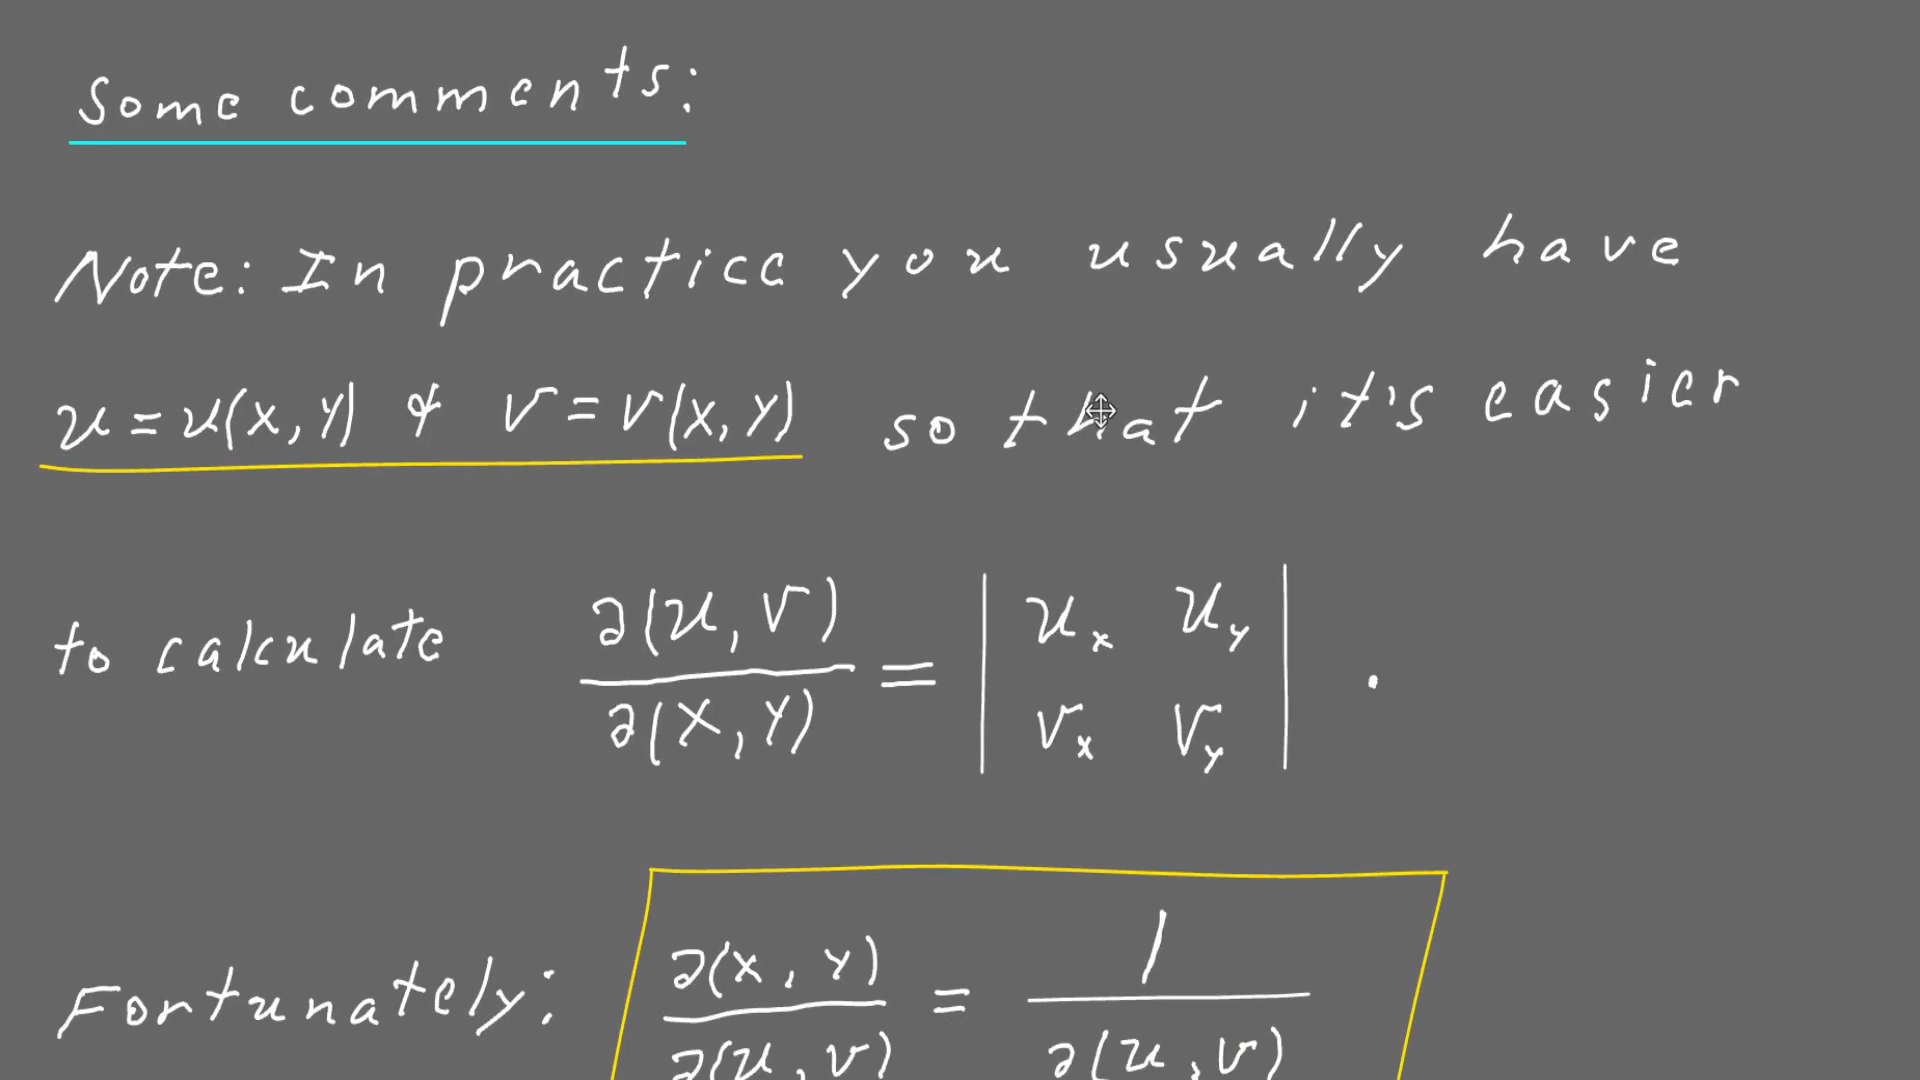 Some comments:
Note: In practice you usually have
u = u(x, y) & v = v(x, y) so that it's easier
to calculate ∂(u, v)/∂(x, y) = | u_x u_y |
| v_x v_y | .
Fortunately: ∂(x, y)/∂(u, v) = 1/∂(u, v)